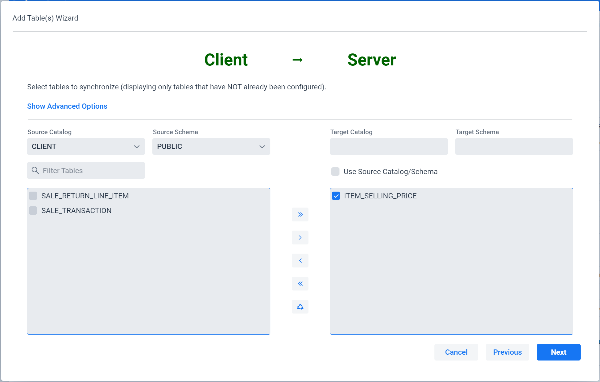 Add Table(s) Wizard
Client → Server
Select tables to synchronize (displaying only tables that have NOT already been configured).
Show Advanced Options
Source Catalog Source Schema Target Catalog Target Schema
CLIENT PUBLIC
Filter Tables Use Source Catalog/Schema
SALE_RETURN_LINE_ITEM ITEM_SELLING_PRICE
SALE_TRANSACTION
Cancel Previous Next